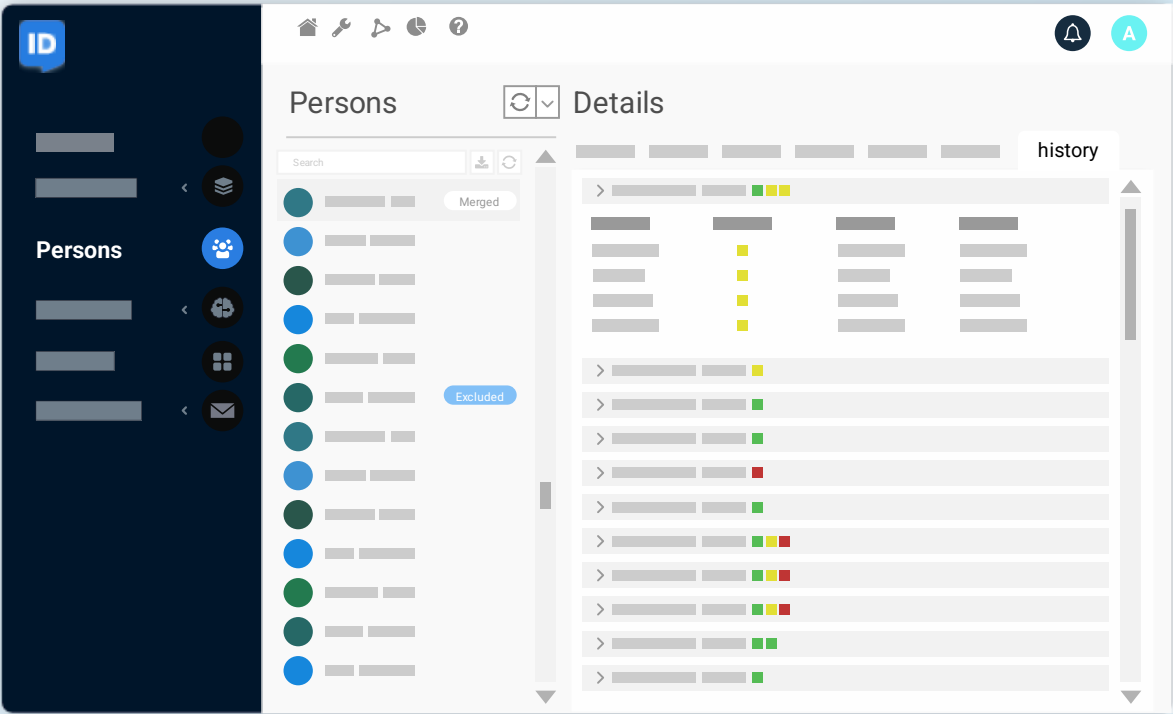 ID
A
Persons
Details
history
Search
Merged
Persons
Excluded